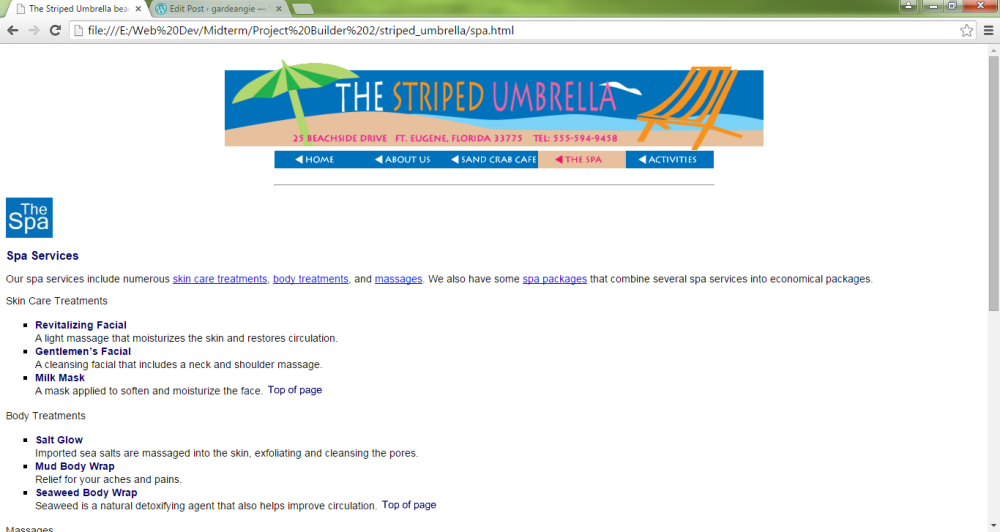 The Striped Umbrella bea
Edit Post ‹ gardeangie —
file:///E:/Web%20Dev/Midterm/Project%20Builder%202/striped_umbrella/spa.html
THE STRIPED UMBRELLA
25 BEACHSIDE DRIVE FT. EUGENE, FLORIDA 33775 TEL: 555-594-9458
HOME ABOUT US SAND CRAB CAFE THE SPA ACTIVITIES
The
Spa
Spa Services
Our spa services include numerous skin care treatments, body treatments, and massages. We also have some spa packages that combine several spa services into economical packages.
Skin Care Treatments
Revitalizing Facial
A light massage that moisturizes the skin and restores circulation.
Gentlemen's Facial
A cleansing facial that includes a neck and shoulder massage.
Milk Mask
A mask applied to soften and moisturize the face. Top of page
Body Treatments
Salt Glow
Imported sea salts are massaged into the skin, exfoliating and cleansing the pores.
Mud Body Wrap
Relief for your aches and pains.
Seaweed Body Wrap
Seaweed is a natural detoxifying agent that also helps improve circulation. Top of page
Massages